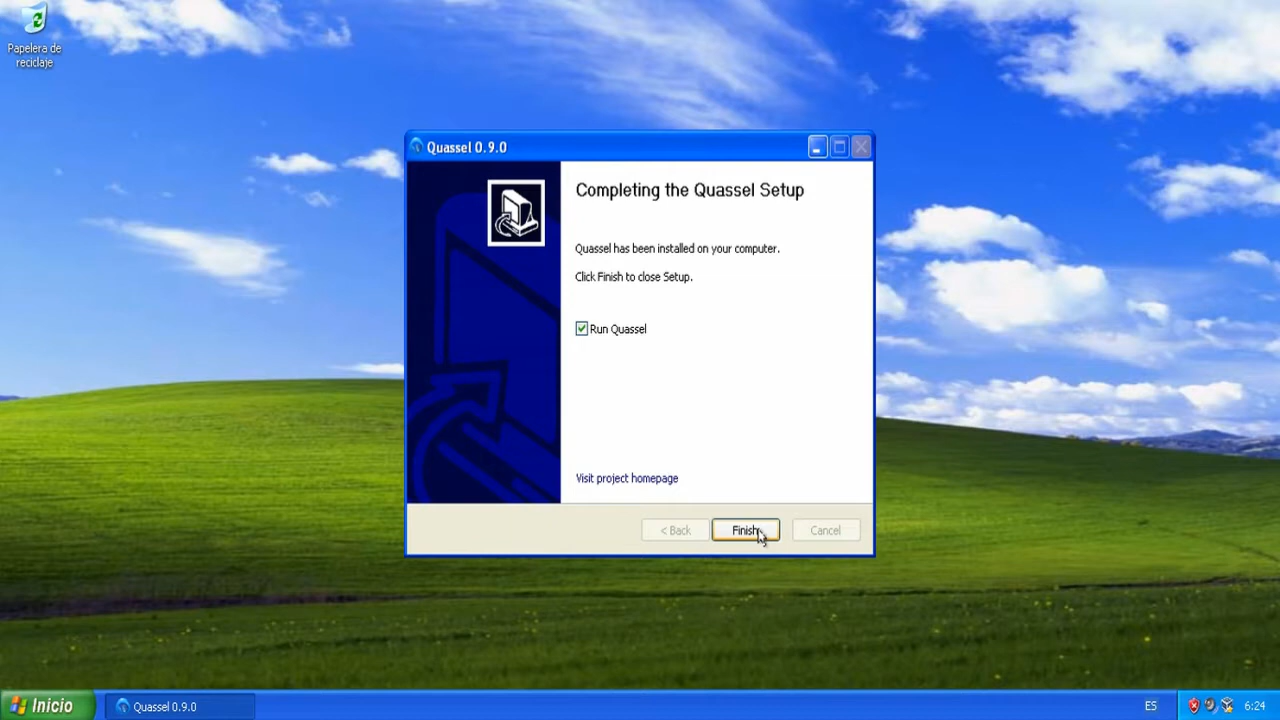 Papelera de
reciclaje
Quassel 0.9.0
Completing the Quassel Setup
Quassel has been installed on your computer.
Click Finish to close Setup.
Run Quassel
Visit project homepage
< Back
Finish
Cancel
Inicio
Quassel 0.9.0
ES
6:24